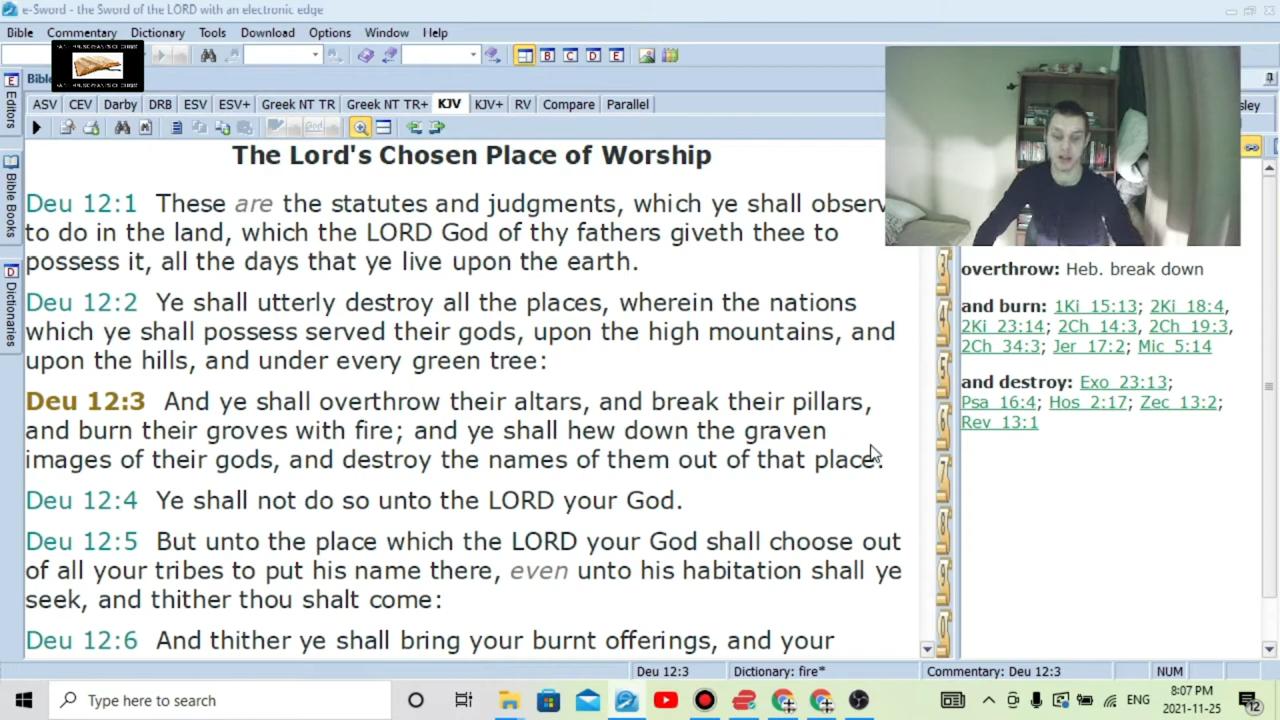 e-Sword - the Sword of the LORD with an electronic edge
Bible Commentary Dictionary Tools Download Options Window Help
B C D E
Bible
ASV CEV Darby DRB ESV ESV+ Greek NT TR Greek NT TR+ KJV KJV+ RV Compare Parallel
Editors
Bible Books
Dictionaries
The Lord's Chosen Place of Worship
Deu 12:1 These are the statutes and judgments, which ye shall observ
to do in the land, which the LORD God of thy fathers giveth thee to
possess it, all the days that ye live upon the earth.
Deu 12:2 Ye shall utterly destroy all the places, wherein the nations
which ye shall possess served their gods, upon the high mountains, and
upon the hills, and under every green tree:
Deu 12:3 And ye shall overthrow their altars, and break their pillars,
and burn their groves with fire; and ye shall hew down the graven
images of their gods, and destroy the names of them out of that place.
Deu 12:4 Ye shall not do so unto the LORD your God.
Deu 12:5 But unto the place which the LORD your God shall choose out
of all your tribes to put his name there, even unto his habitation shall ye
seek, and thither thou shalt come:
Deu 12:6 And thither ye shall bring your burnt offerings, and your
3
4
5
6
7
8
9
0
sley
overthrow: Heb. break down
and burn: 1Ki 15:13; 2Ki 18:4,
2Ki 23:14; 2Ch 14:3, 2Ch 19:3,
2Ch 34:3; Jer 17:2; Mic 5:14
and destroy: Exo 23:13;
Psa 16:4; Hos 2:17; Zec 13:2;
Rev 13:1
Deu 12:3 Dictionary: fire* Commentary: Deu 12:3 NUM
Type here to search
ENG
8:07 PM
2021-11-25
12